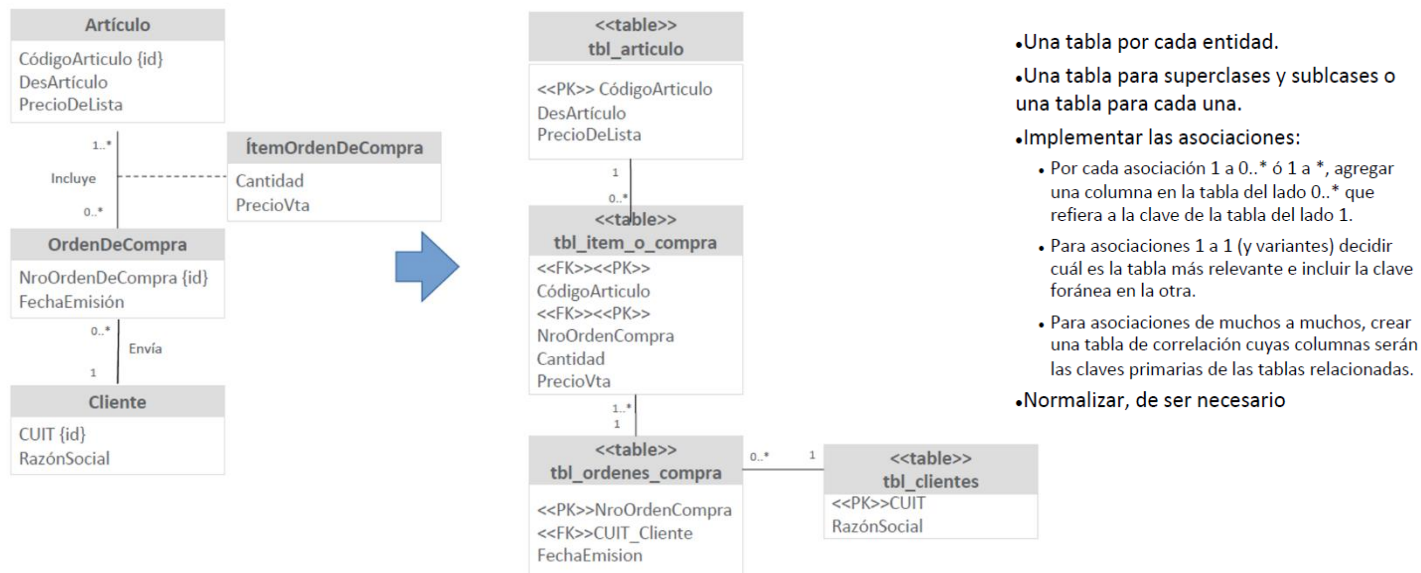 Artículo
CódigoArticulo {id}
DesArtículo
PrecioDeLista
1..*
Incluye
0..*
ÍtemOrdenDeCompra
Cantidad
PrecioVta
OrdenDeCompra
NroOrdenDeCompra {id}
FechaEmisión
0..*
Envía
1
Cliente
CUIT {id}
RazónSocial
<<table>>
tbl_articulo
<<PK>> CódigoArticulo
DesArtículo
PrecioDeLista
1
0..*
<<table>>
tbl_item_o_compra
<<FK>><<PK>>
CódigoArticulo
<<FK>><<PK>>
NroOrdenCompra
Cantidad
PrecioVta
1..*
1
<<table>>
tbl_ordenes_compra
<<PK>>NroOrdenCompra
<<FK>>CUIT_Cliente
FechaEmision
0..*
1
<<table>>
tbl_clientes
<<PK>>CUIT
RazónSocial
•Una tabla por cada entidad.
•Una tabla para superclases y sublcases o
una tabla para cada una.
•Implementar las asociaciones:
• Por cada asociación 1 a 0..* ó 1 a *, agregar
una columna en la tabla del lado 0..* que
refiera a la clave de la tabla del lado 1.
• Para asociaciones 1 a 1 (y variantes) decidir
cuál es la tabla más relevante e incluir la clave
foránea en la otra.
• Para asociaciones de muchos a muchos, crear
una tabla de correlación cuyas columnas serán
las claves primarias de las tablas relacionadas.
•Normalizar, de ser necesario